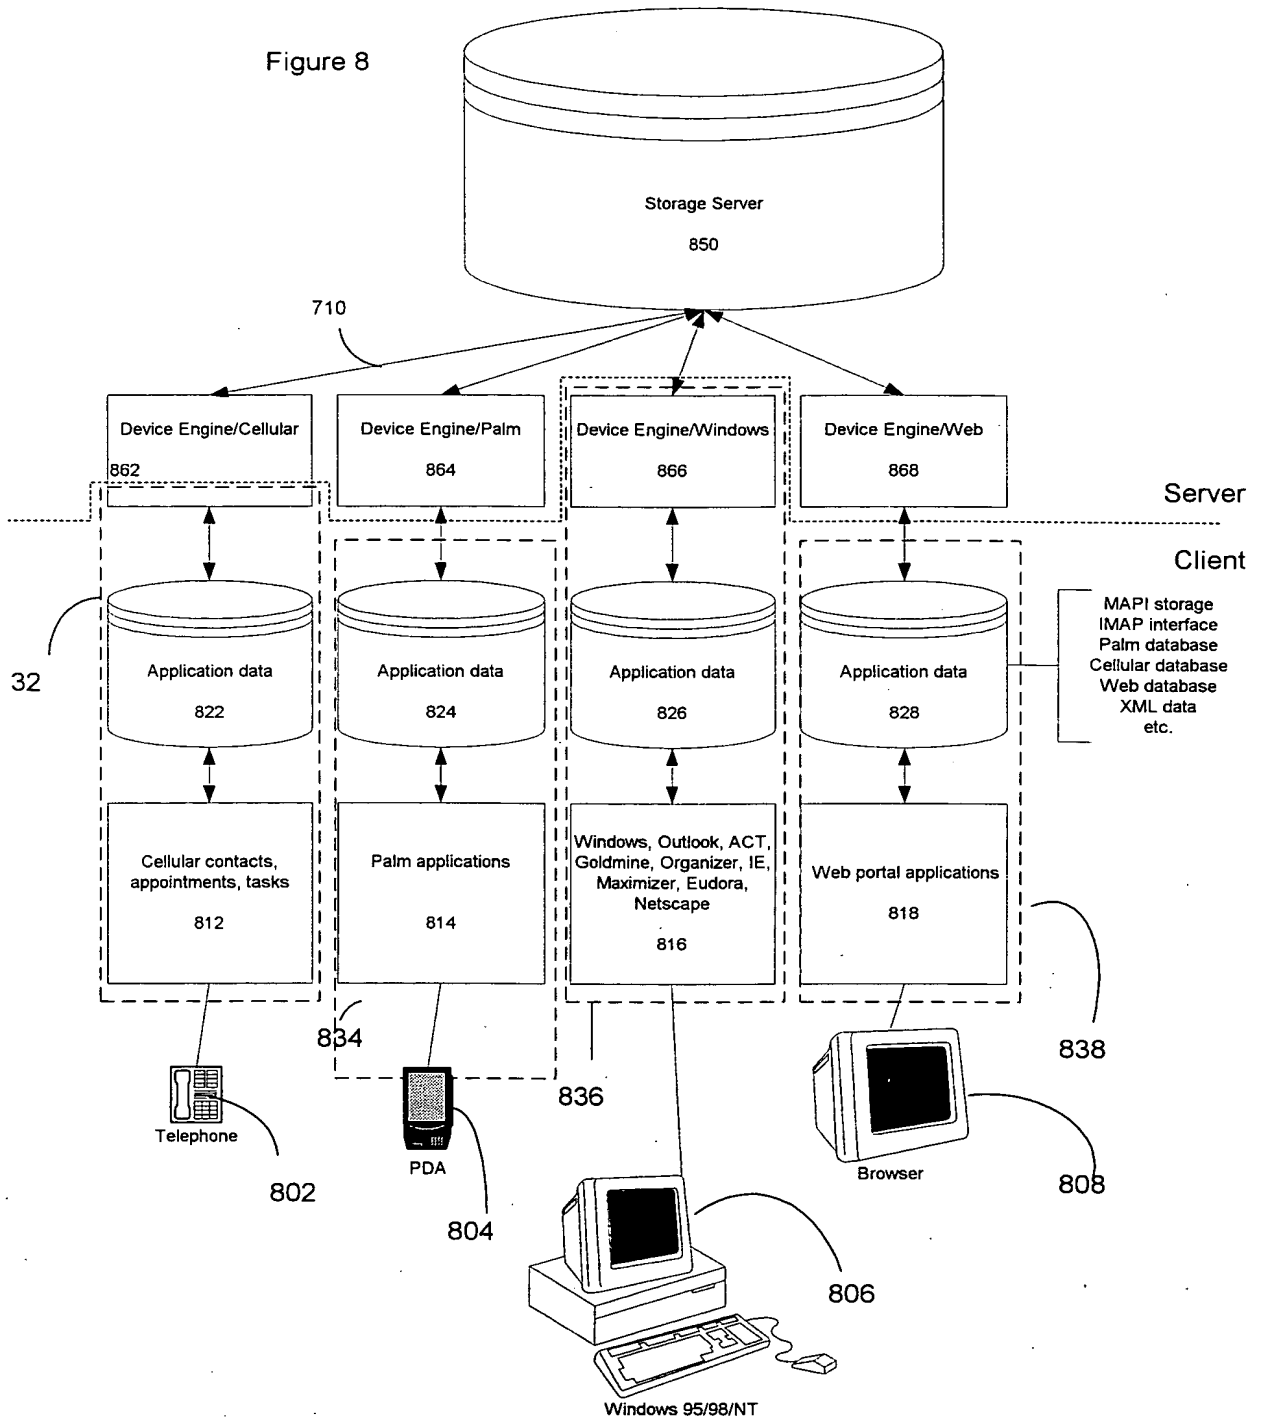 Figure 8
Storage Server
850
710
Device Engine/Cellular
862
Device Engine/Palm
864
Device Engine/Windows
866
Device Engine/Web
868
Server
Client
32
Application data
822
Application data
824
Application data
826
Application data
828
MAPI storage
IMAP interface
Palm database
Cellular database
Web database
XML data
etc.
Cellular contacts,
appointments, tasks
812
Palm applications
814
Windows, Outlook, ACT,
Goldmine, Organizer, IE,
Maximizer, Eudora,
Netscape
816
Web portal applications
818
834
836
838
Telephone
802
PDA
804
Browser
808
806
Windows 95/98/NT